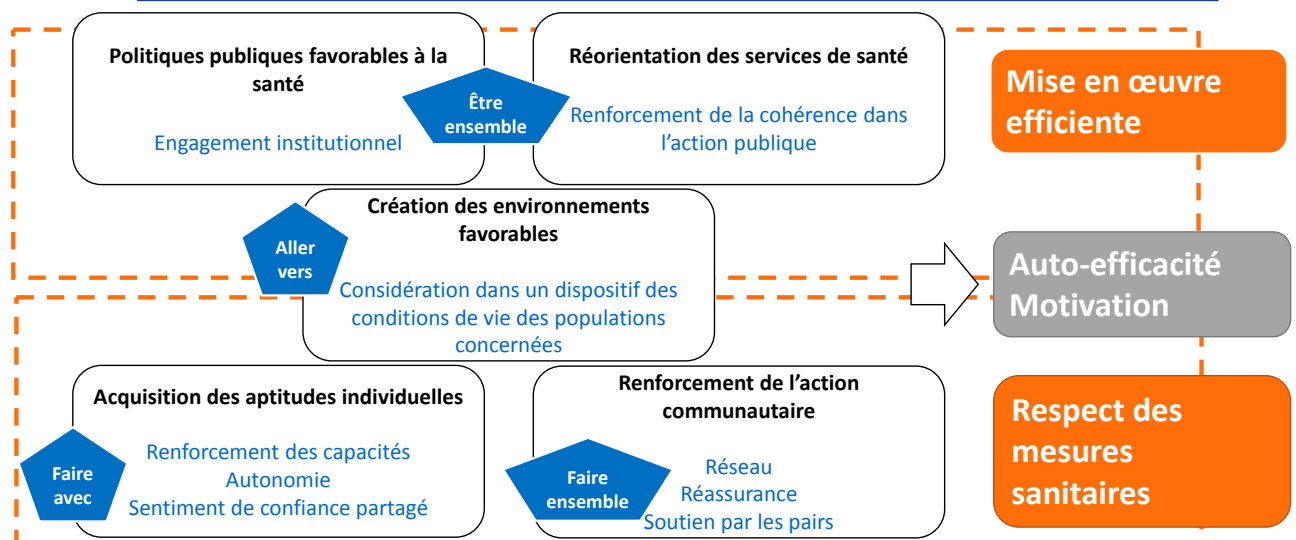 Politiques publiques favorables à la
santé
Engagement institutionnel
Être
ensemble
Réorientation des services de santé
Renforcement de la cohérence dans
l’action publique
Mise en œuvre
efficiente
Création des environnements
favorables
Aller
vers
Considération dans un dispositif des
conditions de vie des populations
concernées
Auto-efficacité
Motivation
Acquisition des aptitudes individuelles
Renforcement des capacités
Autonomie
Sentiment de confiance partagé
Faire
avec
Renforcement de l’action
communautaire
Faire
ensemble
Réseau
Réassurance
Soutien par les pairs
Respect des
mesures
sanitaires